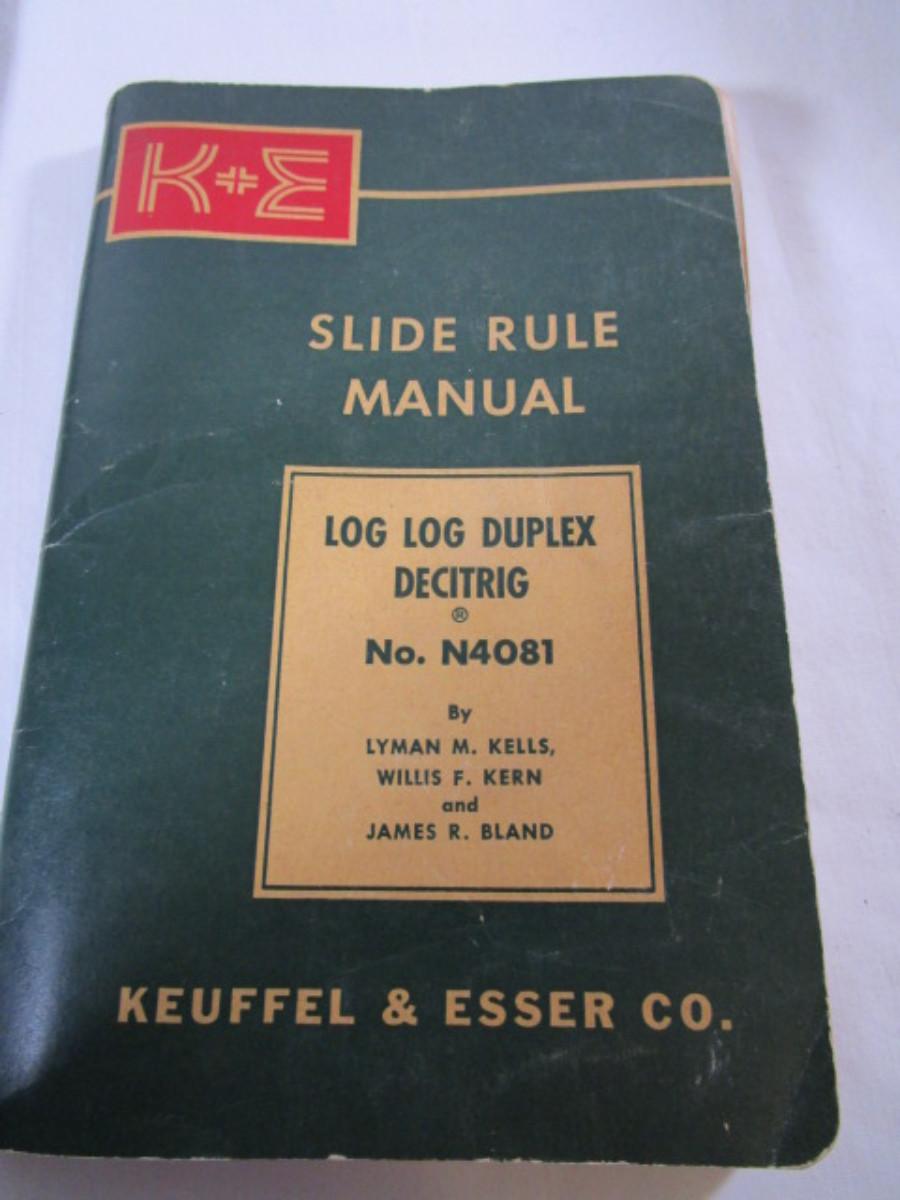 K+E
SLIDE RULE
MANUAL
LOG LOG DUPLEX
DECITRIG
®
No. N4081
By
LYMAN M. KELLS,
WILLIS F. KERN
and
JAMES R. BLAND
KEUFFEL & ESSER CO.